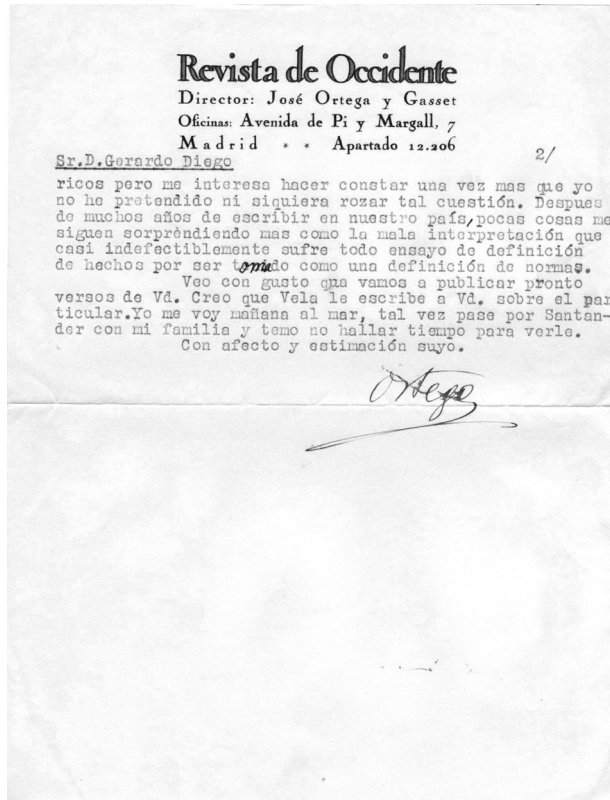 Revista de Occidente
Director: José Ortega y Gasset
Oficinas: Avenida de Pi y Margall, 7
Madrid * * Apartado 12.206
Sr.D.Gerardo Diego
2/
ricos pero me interesa hacer constar una vez mas que yo
no he pretendido ni siquiera rozar tal cuestión. Despues
de muchos años de escribir en nuestro país, pocas cosas me
siguen sorprèndiendo mas como la mala interpretación que
casi indefectiblemente sufre todo ensayo de definición
de hechos por ser tomado como una definición de normas.
Veo con gusto qua vamos a publicar pronto
versos de Vd. Creo que Vela le escribe a Vd. sobre el par
ticular.Yo me voy mañana al mar, tal vez pase por Santan-
der con mi familia y temo no hallar tiempo para verle.
Con afecto y estimación suyo.
Ortega